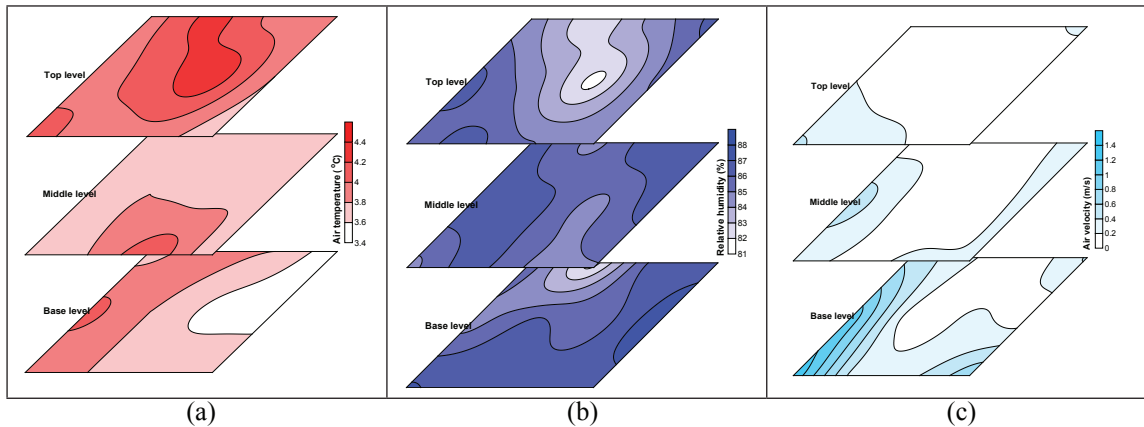 Top level
Middle level
Base level
4.4
4.2
4
3.8
3.6
3.4
Air temperature (°C)
(a)
Top level
Middle level
Base level
88
87
86
85
84
83
82
81
Relative humidity (%)
(b)
Top level
Middle level
Base level
1.4
1.2
1
0.8
0.6
0.4
0.2
0
Air velocity (m/s)
(c)